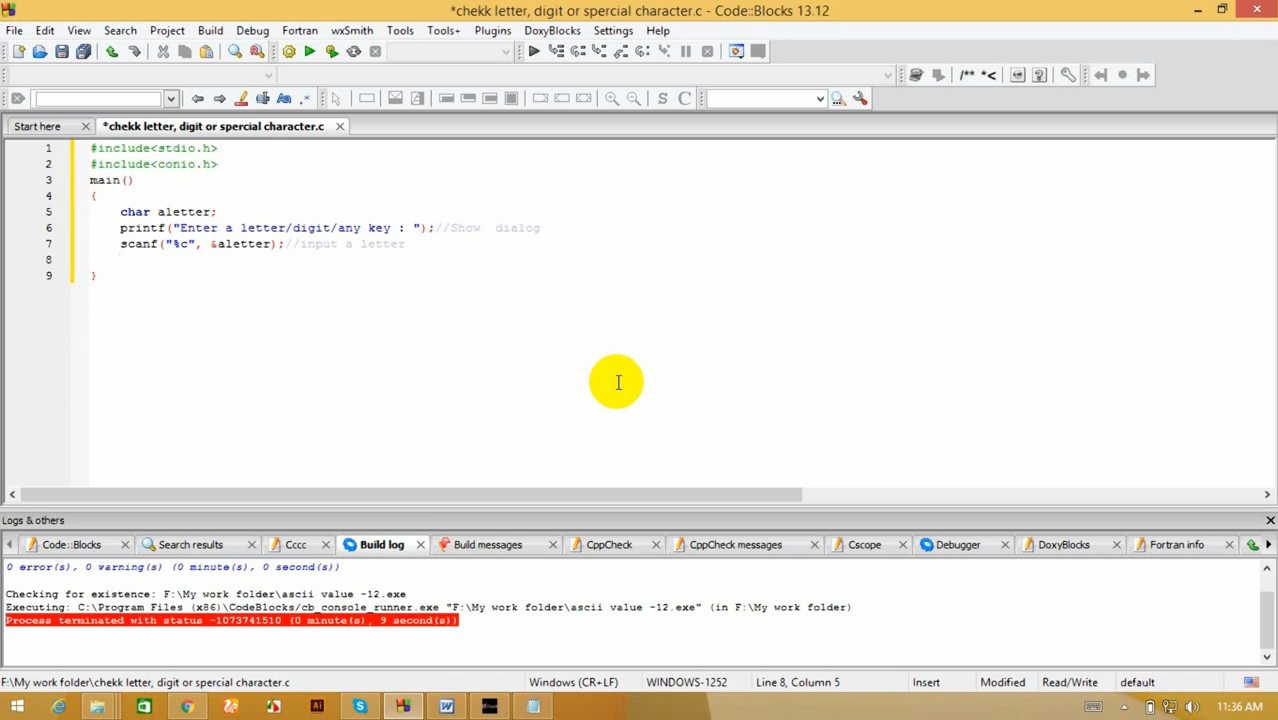 *chekk letter, digit or spercial character.c - Code::Blocks 13.12
File Edit View Search Project Build Debug Fortran wxSmith Tools Tools+ Plugins DoxyBlocks Settings Help
/** *<
S C
Start here *chekk letter, digit or spercial character.c
1 #include<stdio.h>
2 #include<conio.h>
3 main()
4 {
5 char aletter;
6 printf("Enter a letter/digit/any key : ");//Show dialog
7 scanf("%c", &aletter);//input a letter
8
9 }
Logs & others
Code::Blocks Search results Cccc Build log Build messages CppCheck CppCheck messages Cscope Debugger DoxyBlocks Fortran info
0 error(s), 0 warning(s) (0 minute(s), 0 second(s))
Checking for existence: F:\My work folder\ascii value -12.exe
Executing: C:\Program Files (x86)\CodeBlocks/cb_console_runner.exe "F:\My work folder\ascii value -12.exe" (in F:\My work folder)
Process terminated with status -1073741510 (0 minute(s), 9 second(s))
F:\My work folder\chekk letter, digit or spercial character.c Windows (CR+LF) WINDOWS-1252 Line 8, Column 5 Insert Modified Read/Write default
11:36 AM